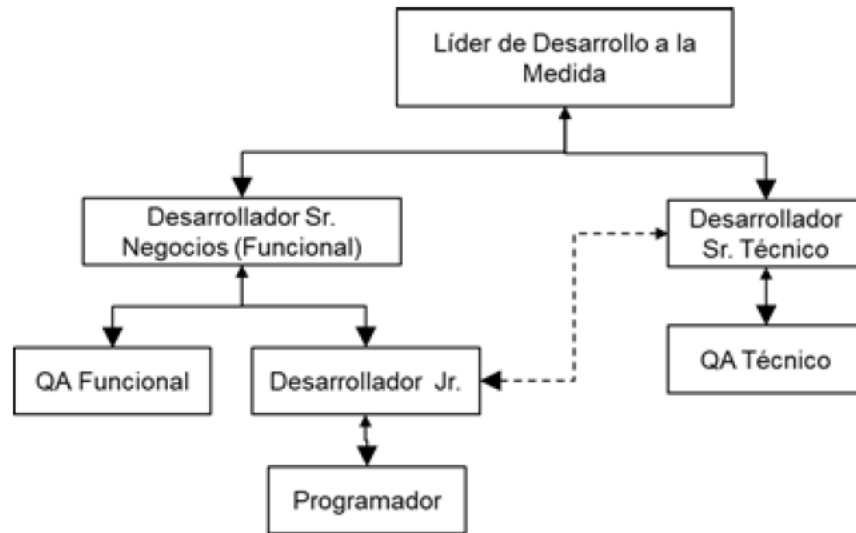 Líder de Desarrollo a la
Medida
Desarrollador Sr.
Negocios (Funcional)
Desarrollador
Sr. Técnico
QA Funcional
Desarrollador Jr.
QA Técnico
Programador